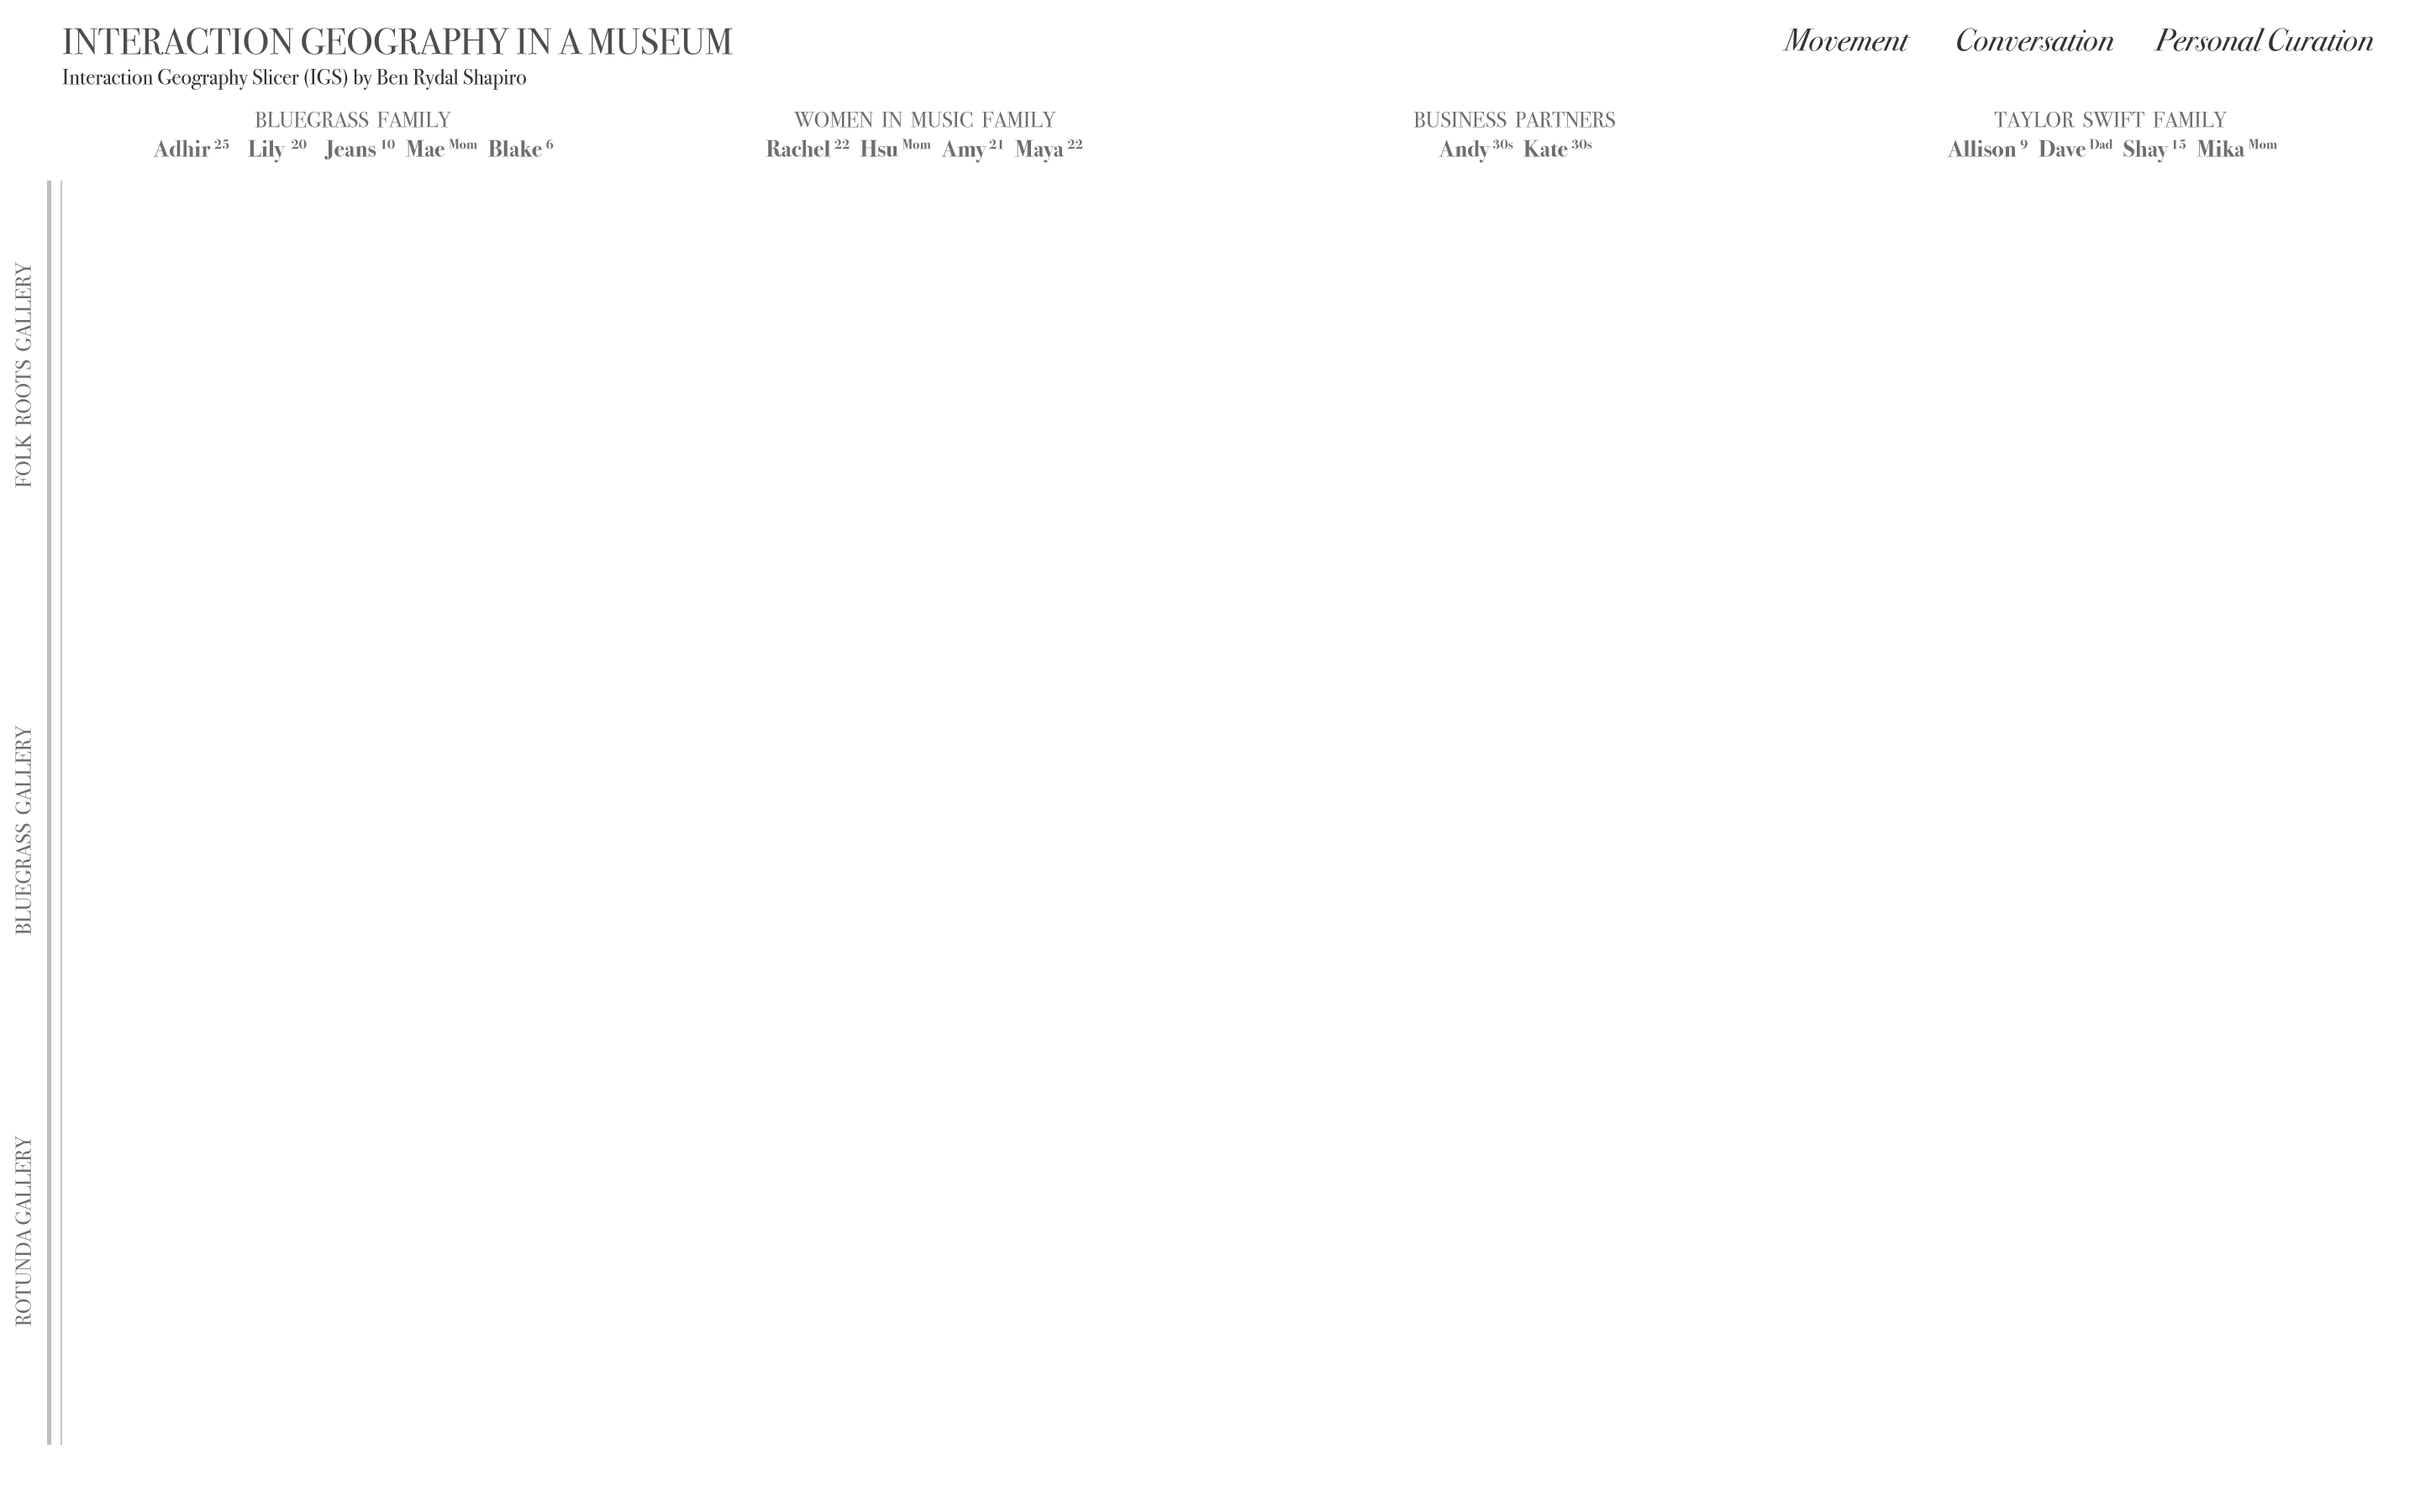 INTERACTION GEOGRAPHY IN A MUSEUM
Movement Conversation Personal Curation
Interaction Geography Slicer (IGS) by Ben Rydal Shapiro
BLUEGRASS FAMILY
Adhir 25 Lily 20 Jeans 10 Mae Mom Blake 6
WOMEN IN MUSIC FAMILY
Rachel 22 Hsu Mom Amy 21 Maya 22
BUSINESS PARTNERS
Andy 30s Kate 30s
TAYLOR SWIFT FAMILY
Allison 9 Dave Dad Shay 15 Mika Mom
FOLK ROOTS GALLERY
BLUEGRASS GALLERY
ROTUNDA GALLERY